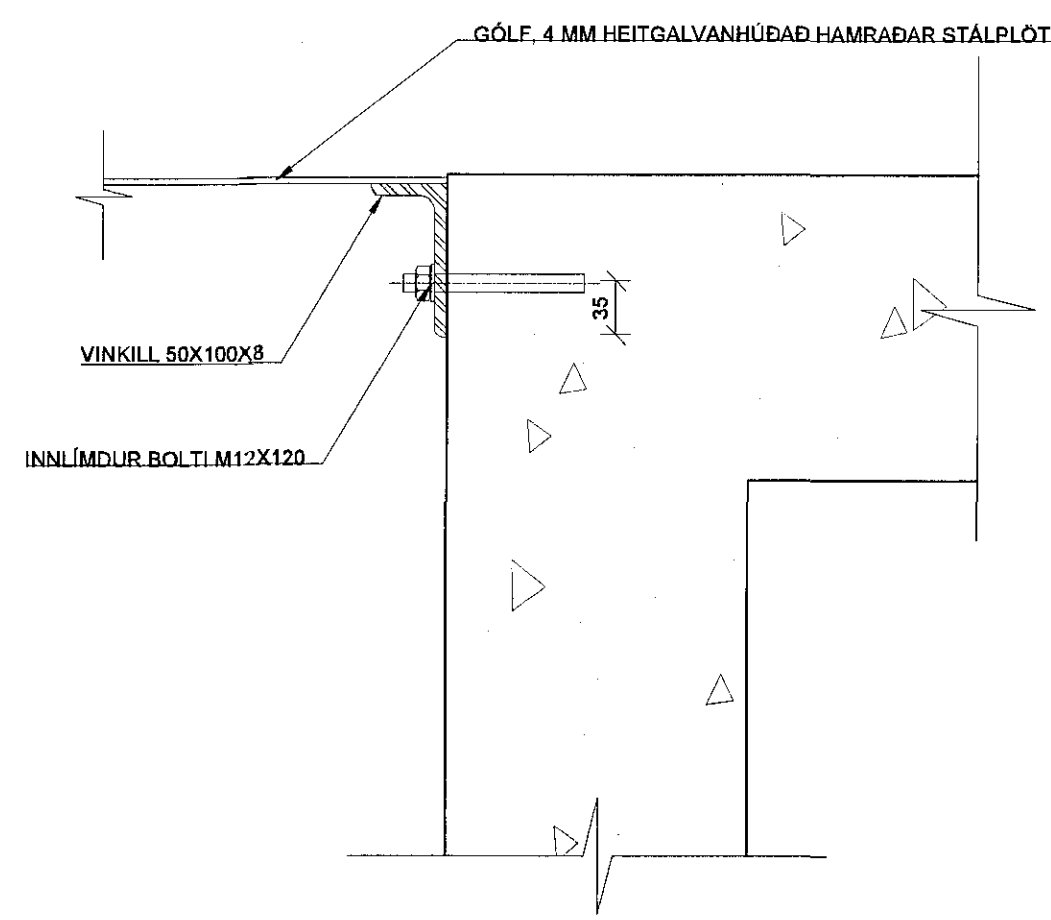 GÓLF, 4 MM HEITGALVANHÚÐAÐ HAMRAÐAR STÁLPLÖT
35
VINKILL 50X100X8
INNLÍMDUR BOLTI M12X120